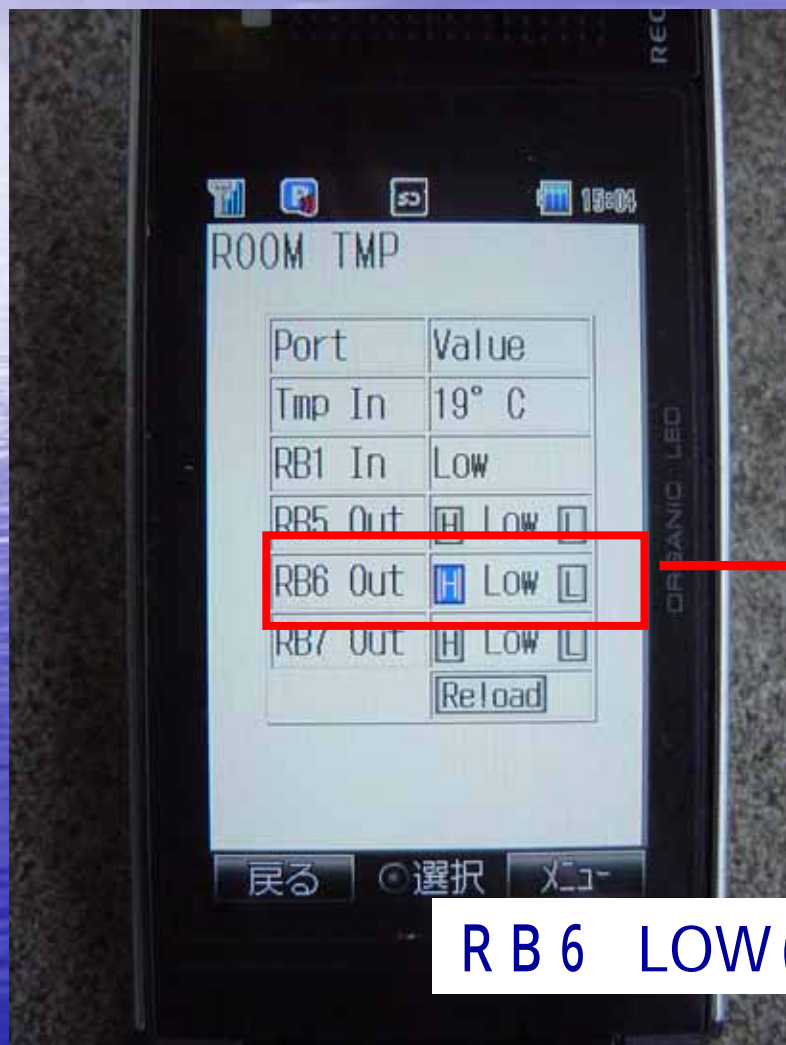 REC
15:04
ROOM TMP
Port Value
Tmp In 19° C
RB1 In Low
RB5 Out H Low L
RB6 Out H Low L
RB7 Out H Low L
Reload
ORGANIC LED
戻る 選択 ﾒﾆｭｰ
RB6 LOW(